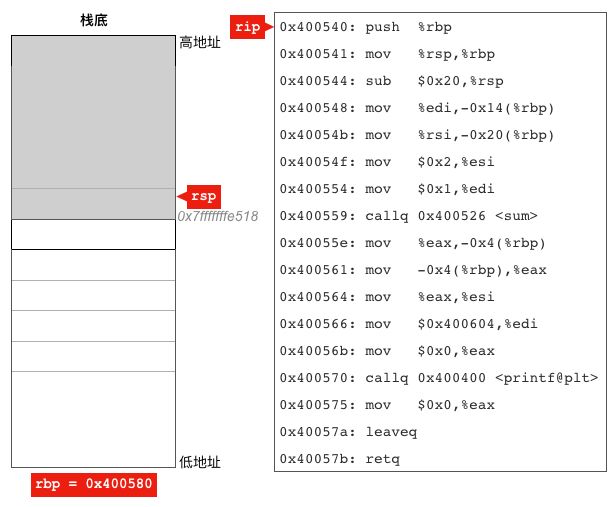 栈底
高地址
rsp
0x7fffffffe518
低地址
rbp = 0x400580
rip
0x400540: push %rbp
0x400541: mov %rsp,%rbp
0x400544: sub $0x20,%rsp
0x400548: mov %edi,-0x14(%rbp)
0x40054b: mov %rsi,-0x20(%rbp)
0x40054f: mov $0x2,%esi
0x400554: mov $0x1,%edi
0x400559: callq 0x400526 <sum>
0x40055e: mov %eax,-0x4(%rbp)
0x400561: mov -0x4(%rbp),%eax
0x400564: mov %eax,%esi
0x400566: mov $0x400604,%edi
0x40056b: mov $0x0,%eax
0x400570: callq 0x400400 <printf@plt>
0x400575: mov $0x0,%eax
0x40057a: leaveq
0x40057b: retq